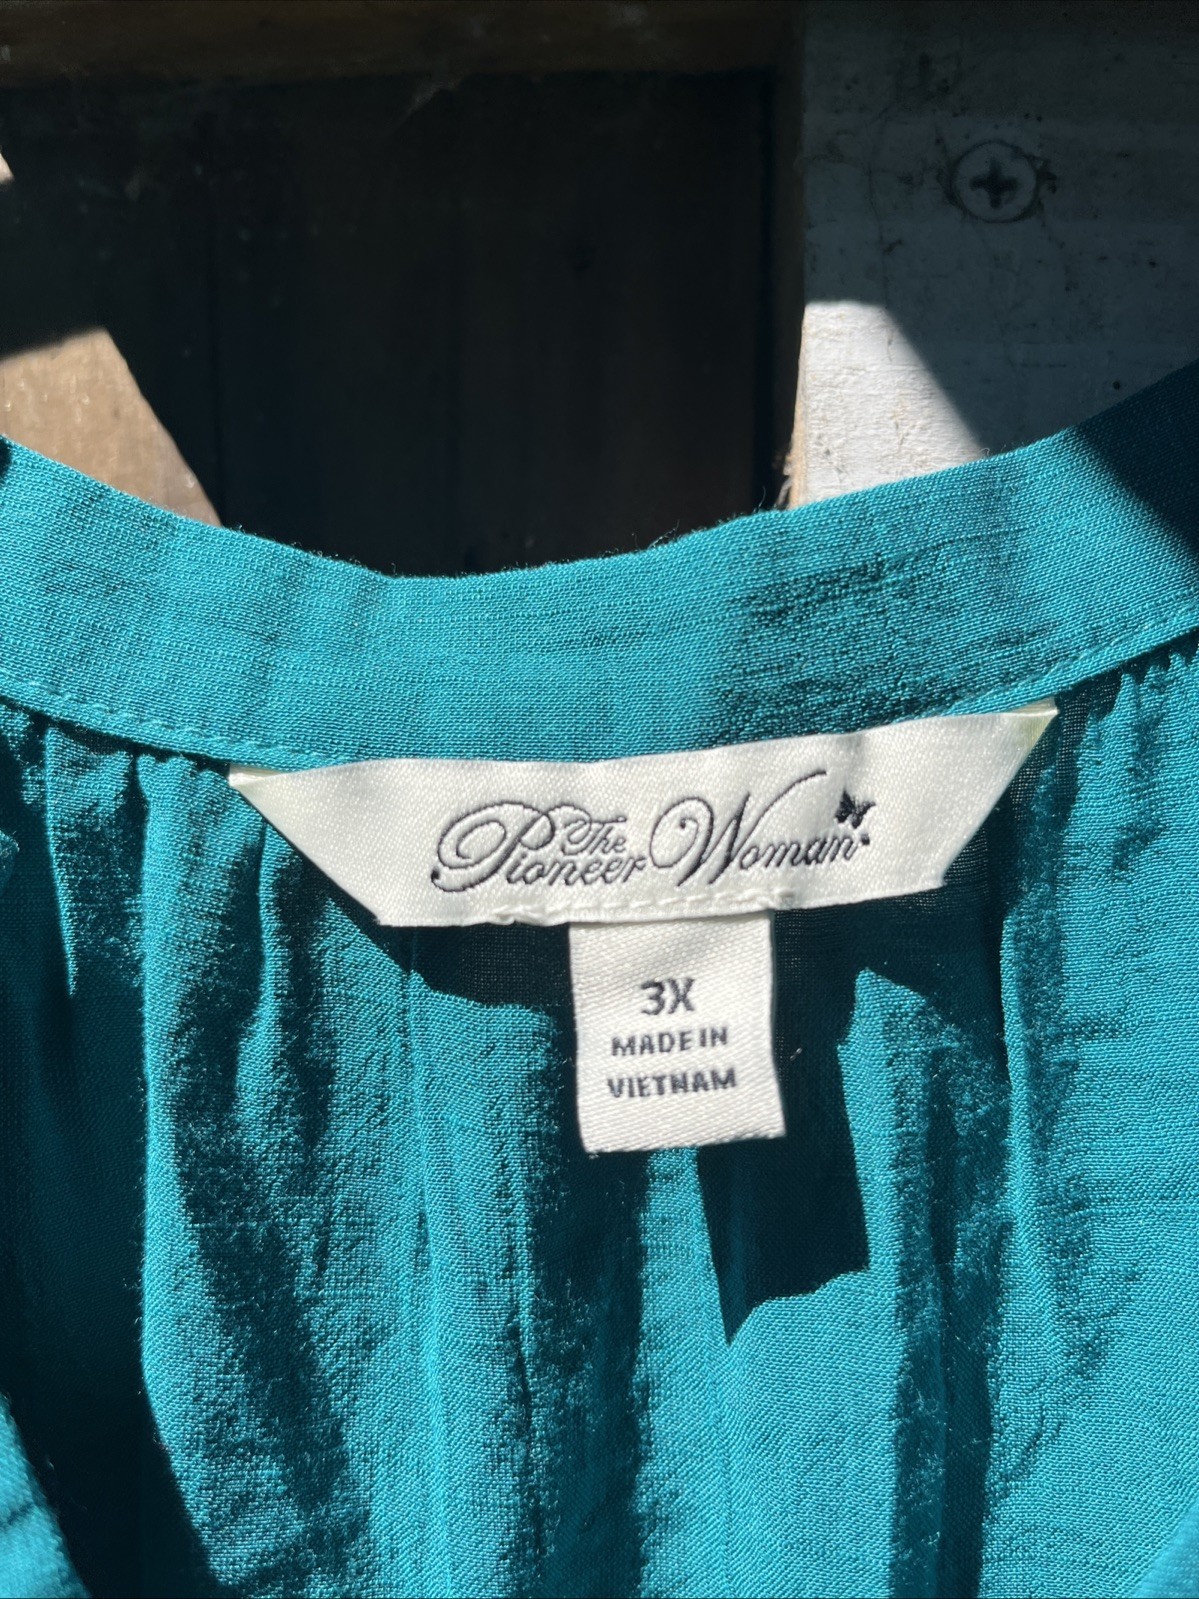 The
Pioneer Woman
3X
MADE IN
VIETNAM